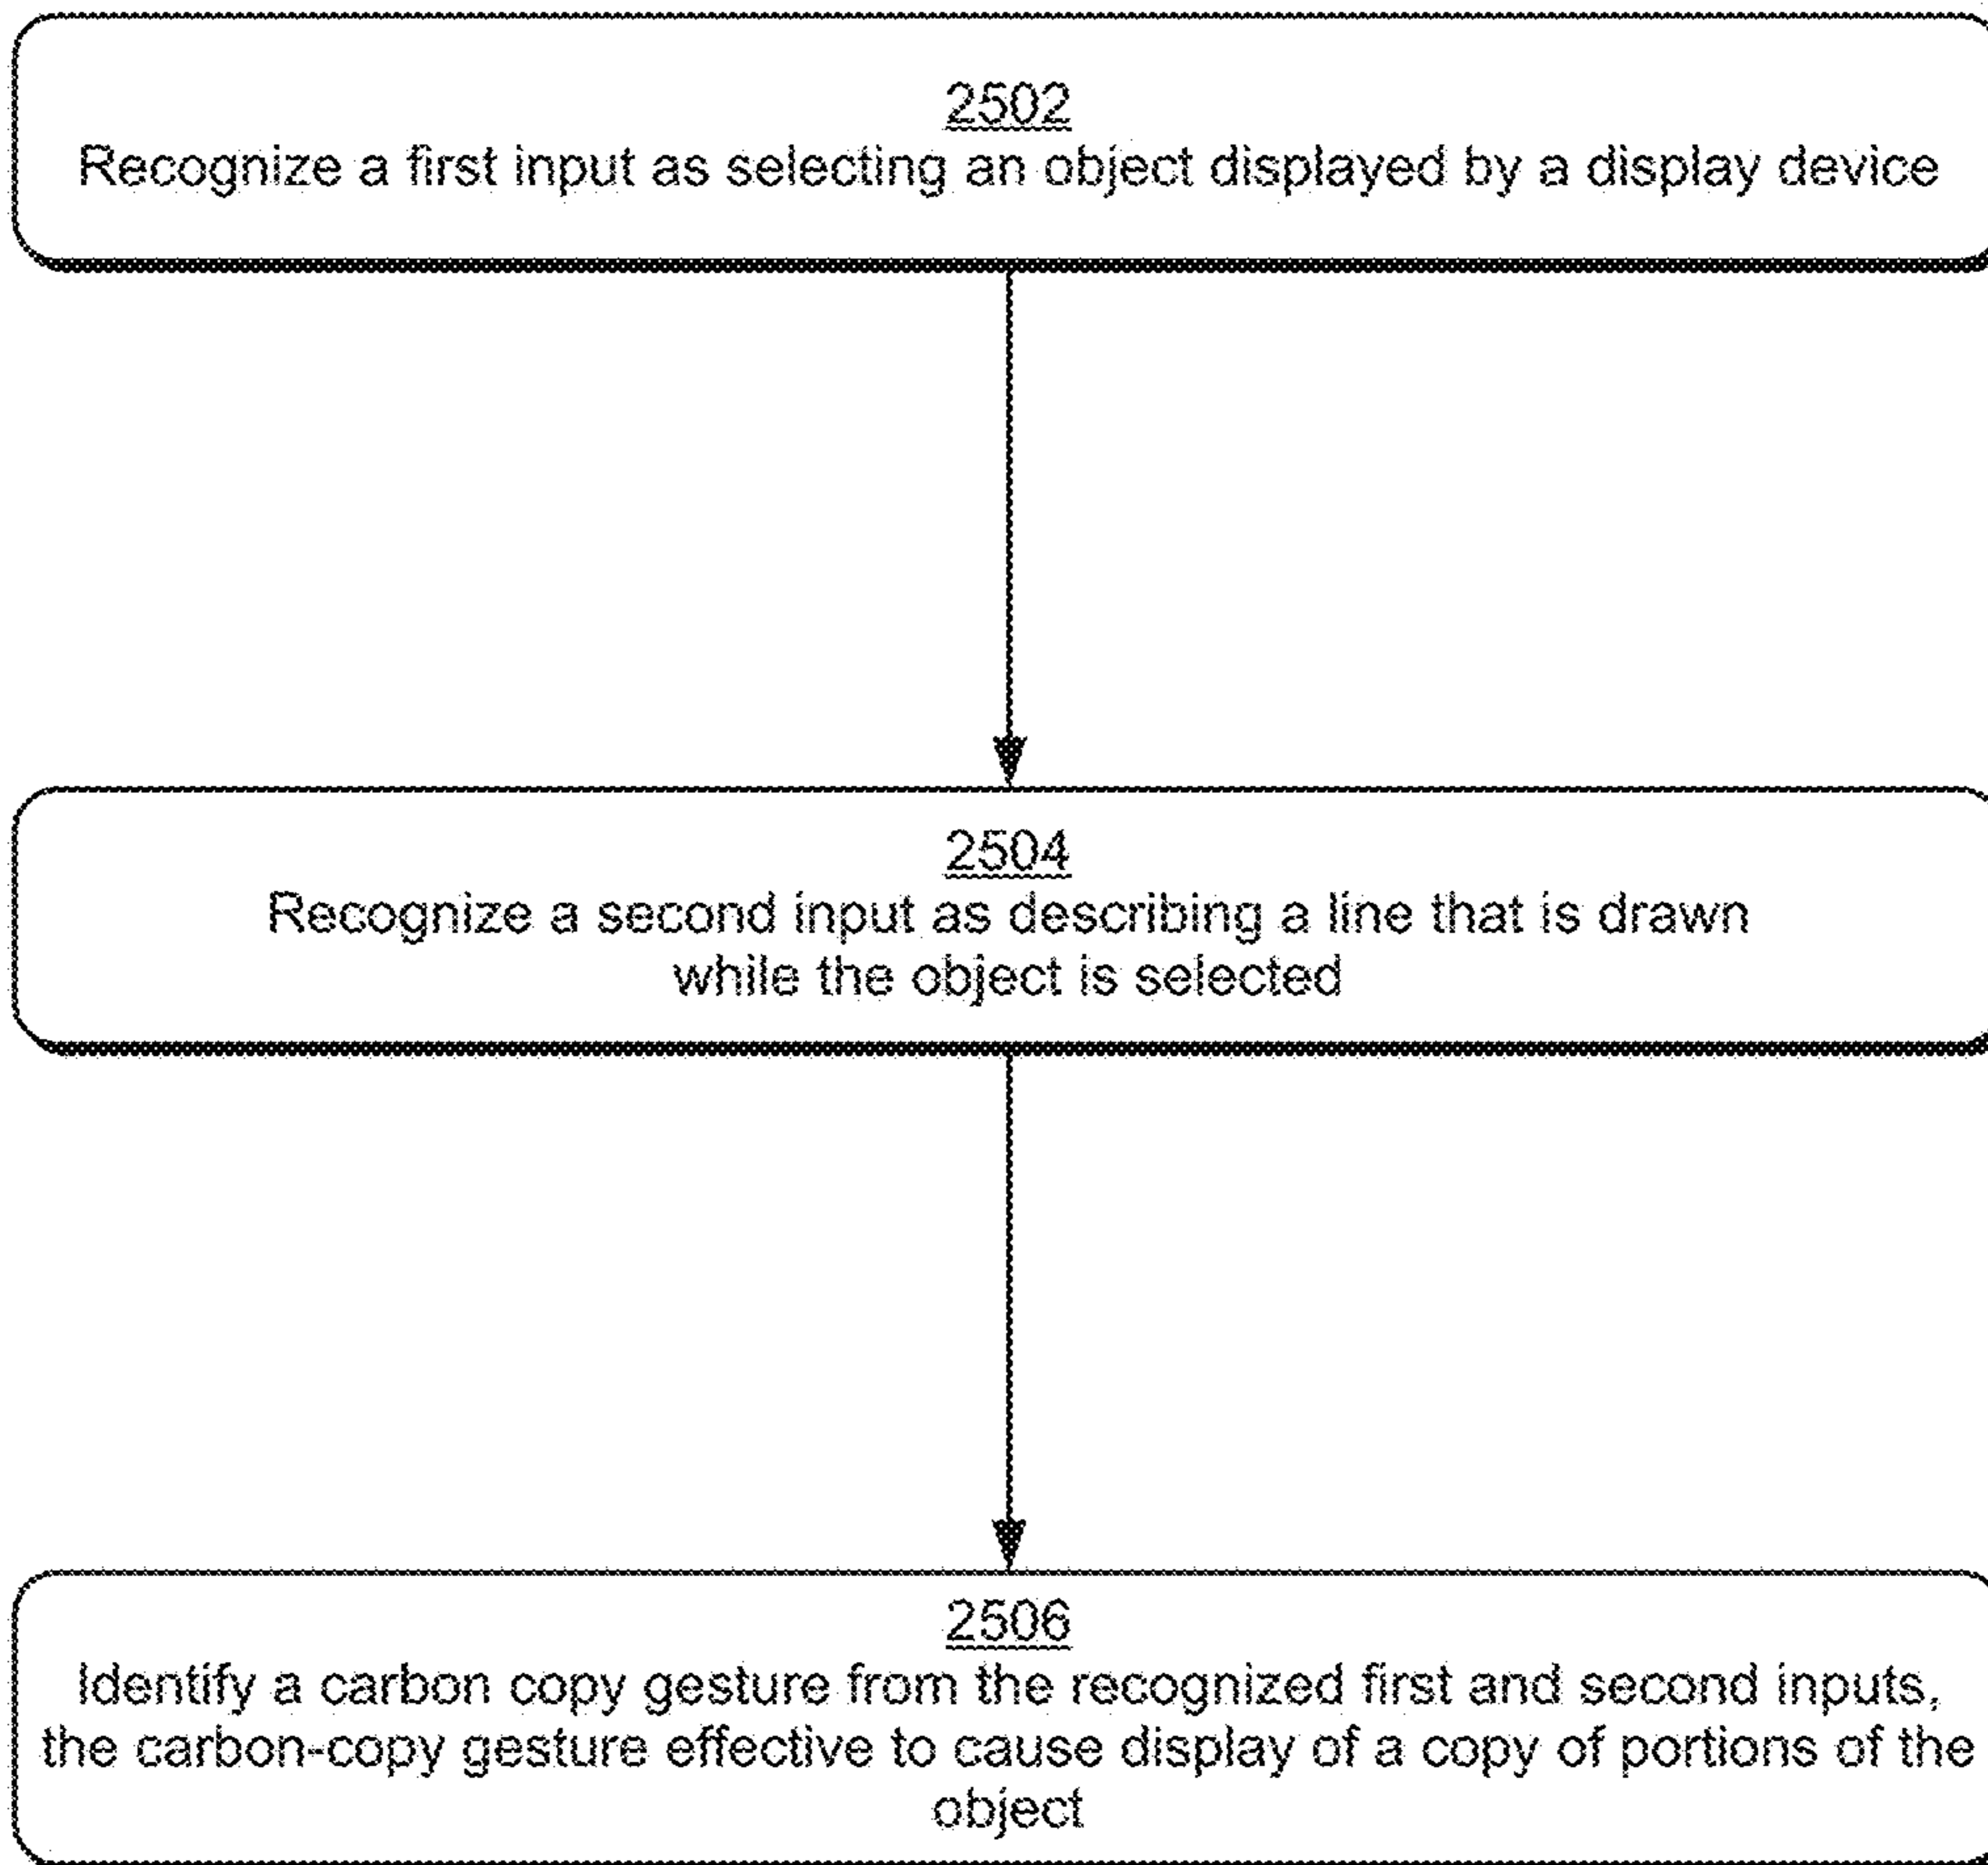 2502
Recognize a first input as selecting an object displayed by a display device
2504
Recognize a second input as describing a line that is drawn
while the object is selected
2506
Identify a carbon copy gesture from the recognized first and second inputs,
the carbon-copy gesture effective to cause display of a copy of portions of the
object